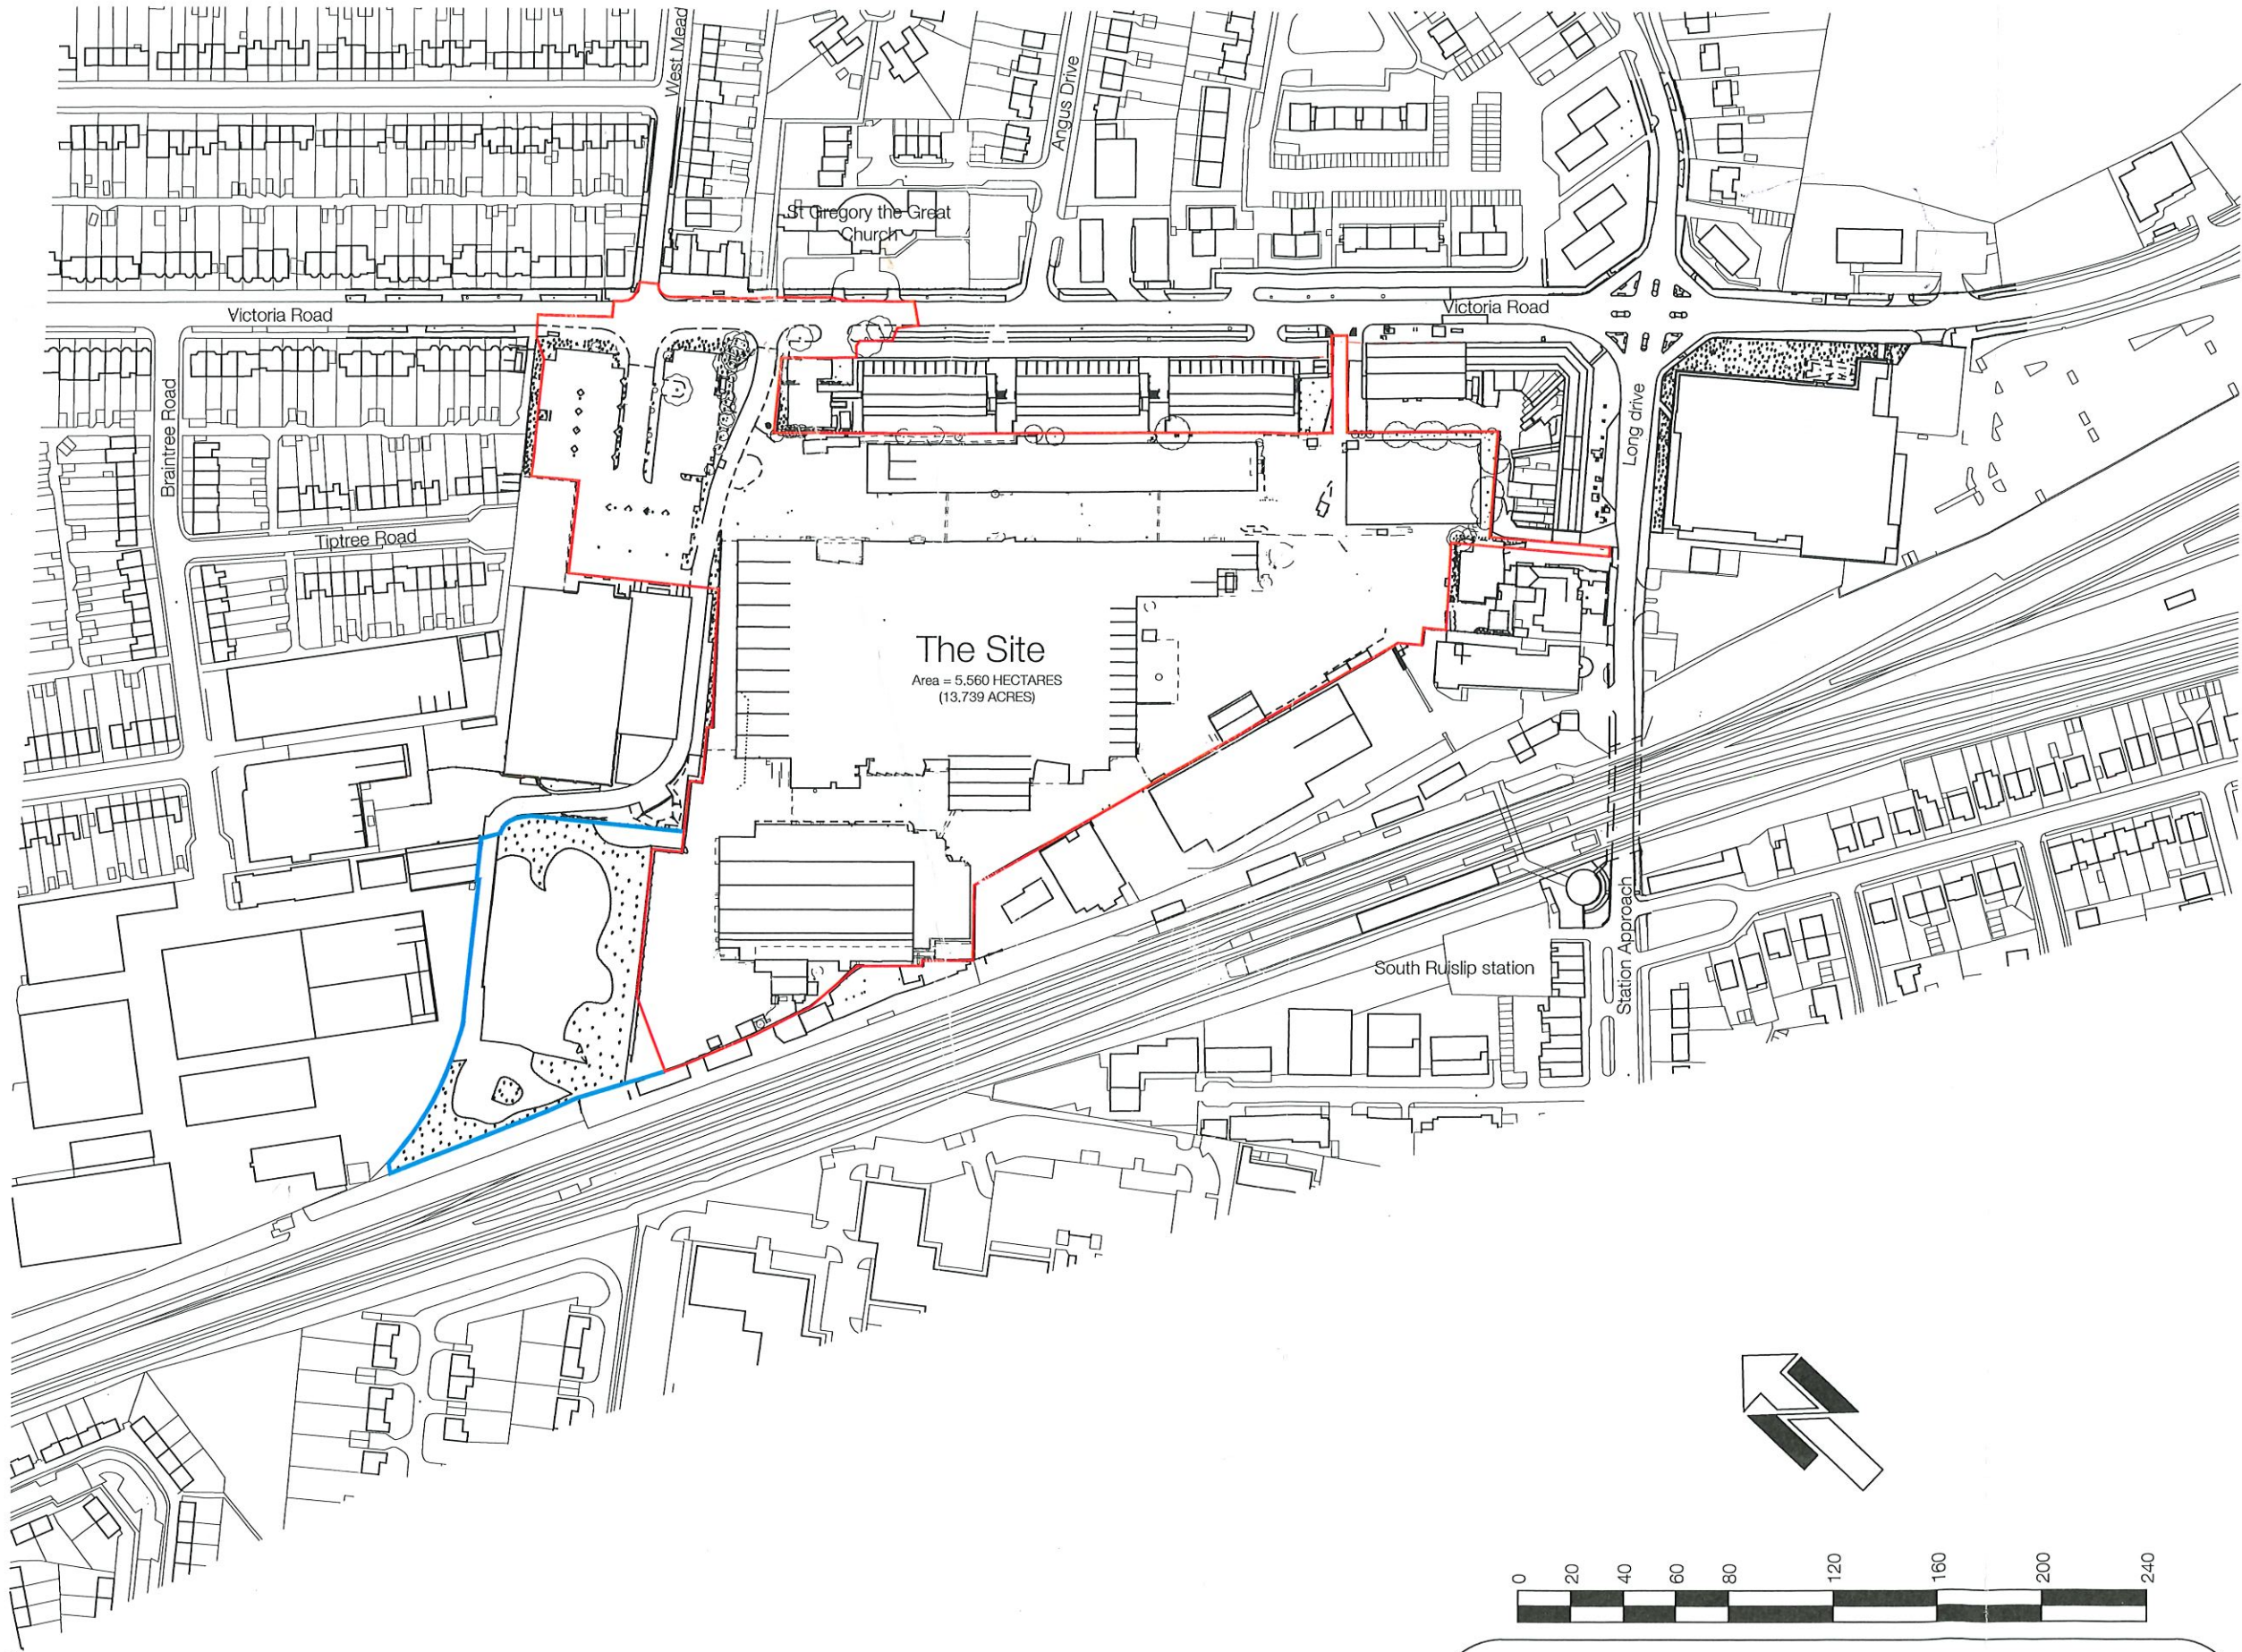 West Mead
Angus Drive
St Gregory the Great
Church
Victoria Road
Victoria Road
Braintree Road
Long drive
Tiptree Road
The Site
Area = 5.560 HECTARES
(13.739 ACRES)
South Ruislip station
Station Approach
0
20
40
60
80
120
160
200
240